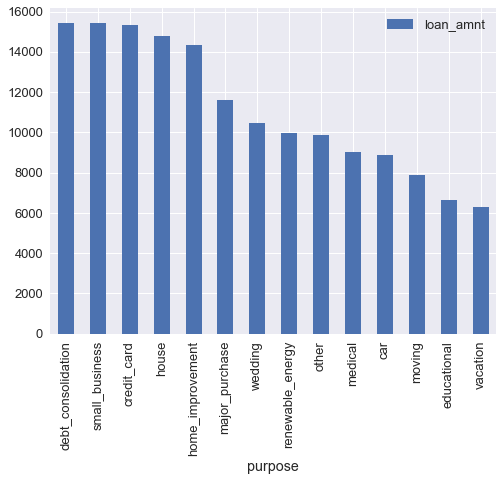 16000
14000
12000
10000
8000
6000
4000
2000
0
loan_amnt
debt_consolidation
small_business
credit_card
house
home_improvement
major_purchase
wedding
renewable_energy
other
medical
car
moving
educational
vacation
purpose